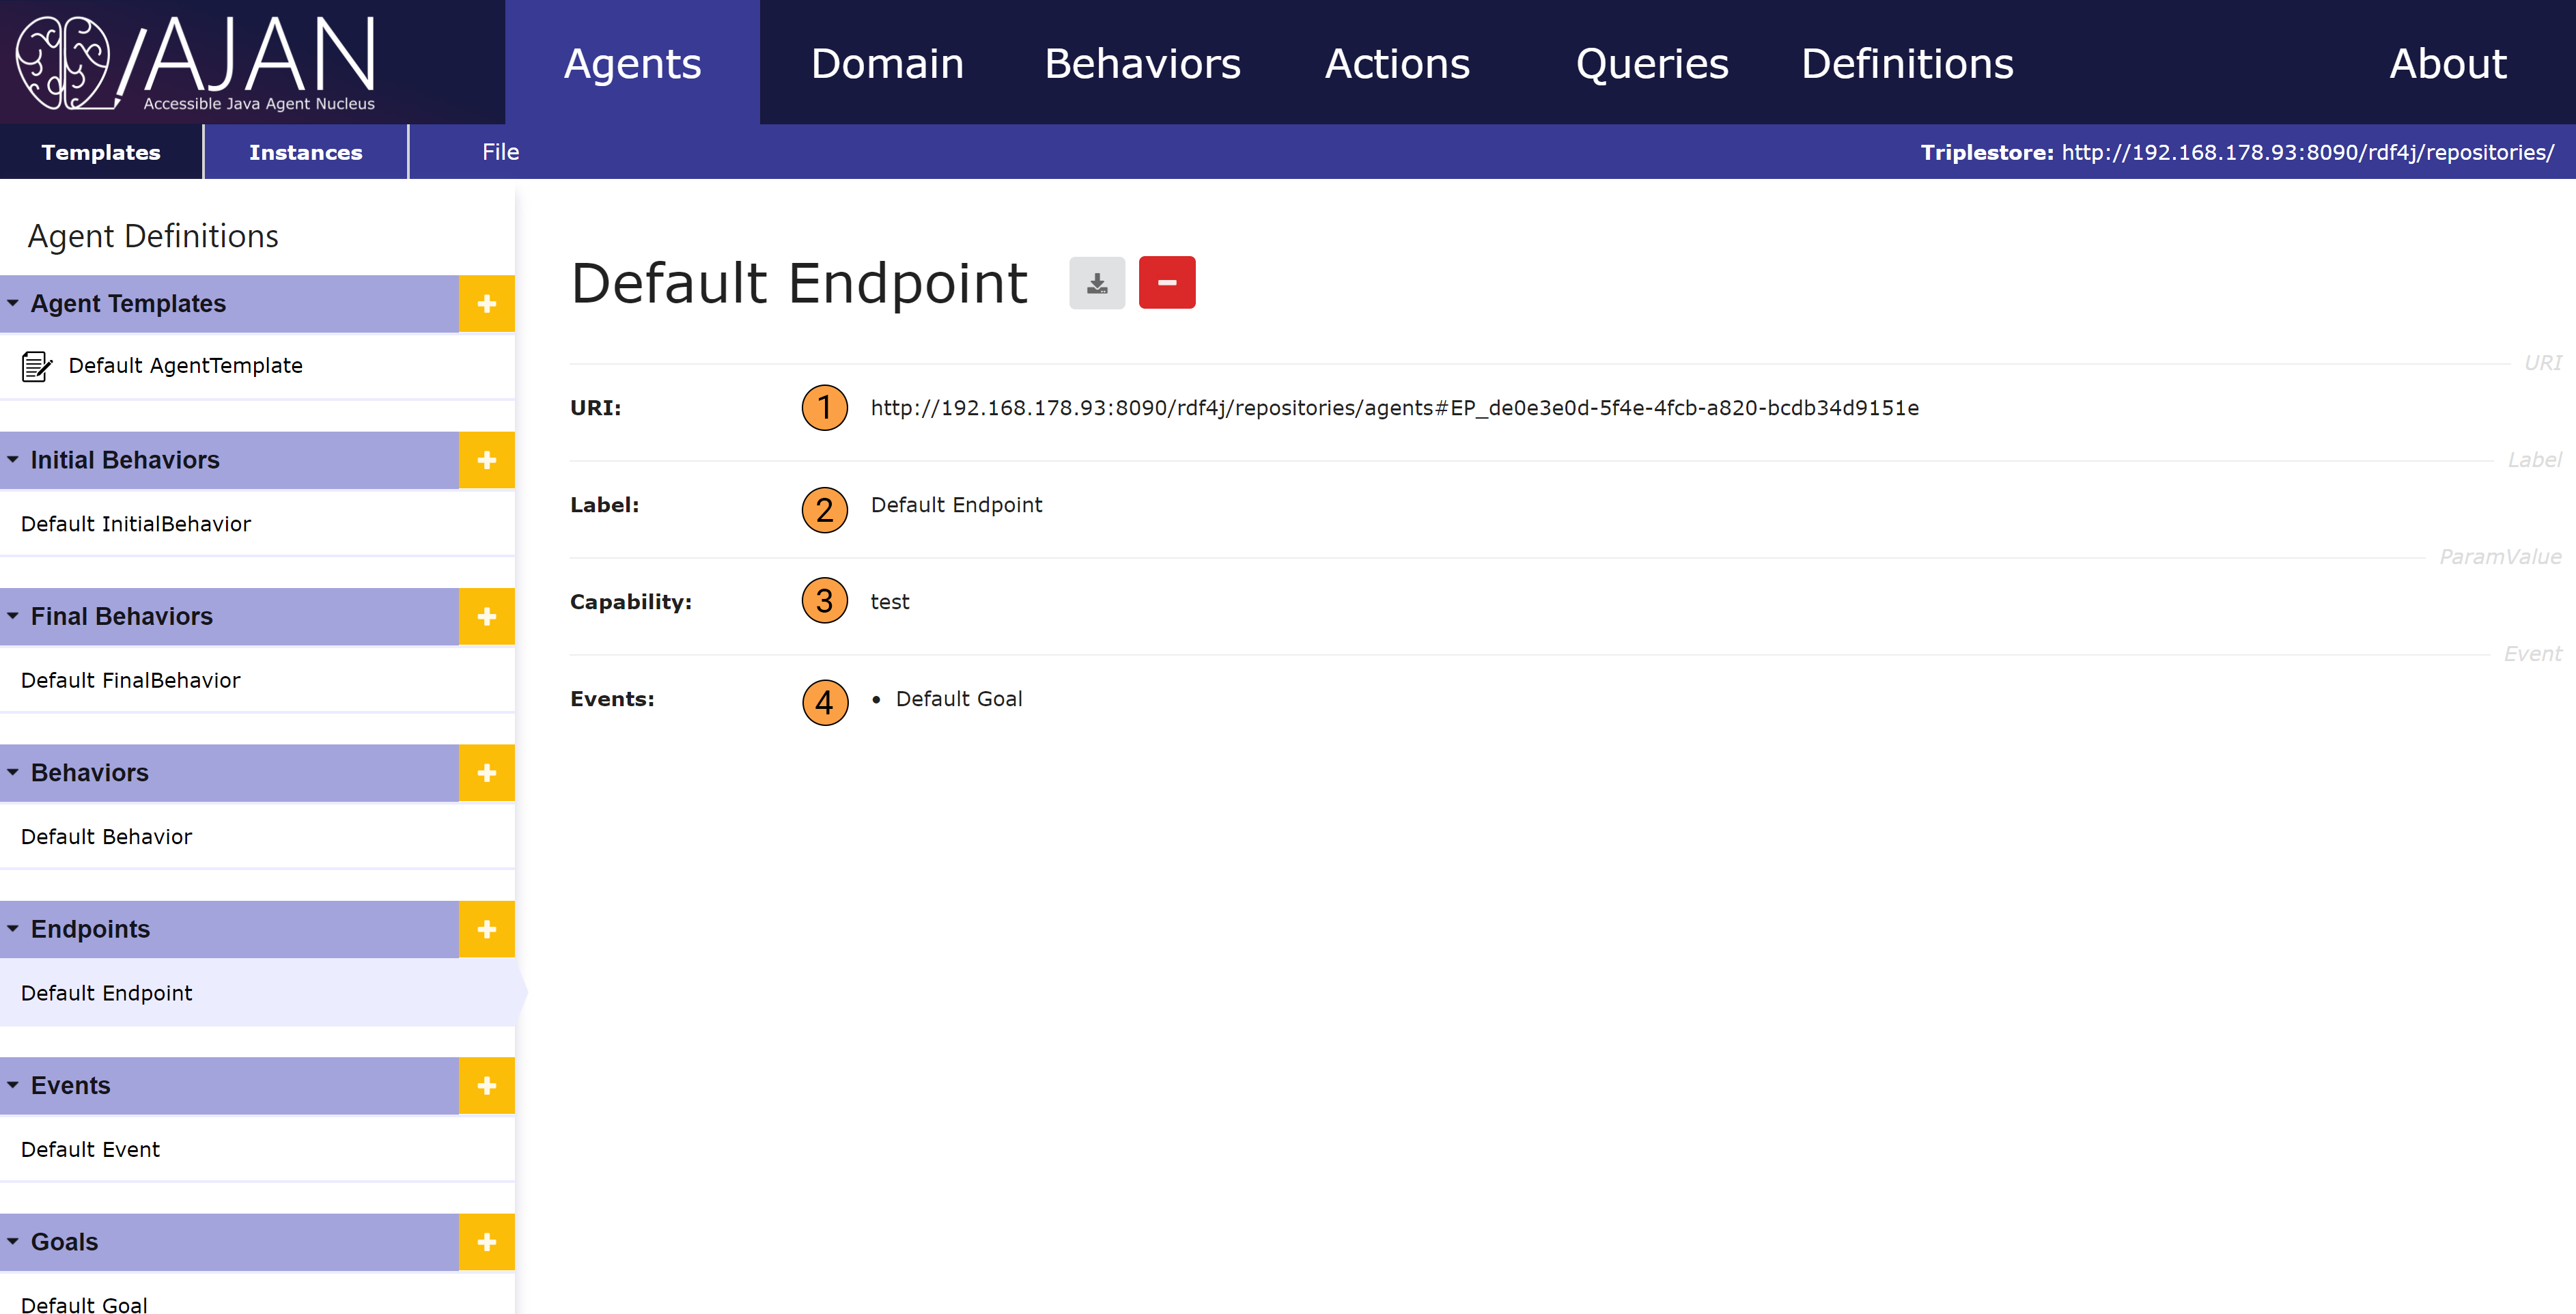 AJAN
Accessible Java Agent Nucleus
Agents
Domain
Behaviors
Actions
Queries
Definitions
About
Templates
Instances
File
Triplestore: http://192.168.178.93:8090/rdf4j/repositories/
Agent Definitions
Agent Templates
Default AgentTemplate
Initial Behaviors
Default InitialBehavior
Final Behaviors
Default FinalBehavior
Behaviors
Default Behavior
Endpoints
Default Endpoint
Events
Default Event
Goals
Default Goal
Default Endpoint
URI
URI: 1 http://192.168.178.93:8090/rdf4j/repositories/agents#EP_de0e3e0d-5f4e-4fcb-a820-bcdb34d9151e
Label
Label: 2 Default Endpoint
ParamValue
Capability: 3 test
Event
Events: 4 • Default Goal